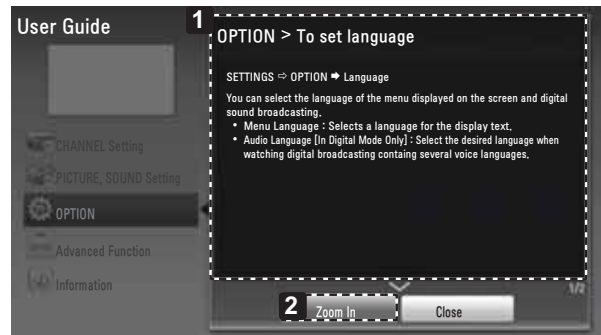 User Guide
CHANNEL Setting
PICTURE, SOUND Setting
OPTION
Advanced Function
Information
1
OPTION > To set language
SETTINGS ⇨ OPTION ➡ Language
You can select the language of the menu displayed on the screen and digital
sound broadcasting.
• Menu Language : Selects a language for the display text.
• Audio Language [In Digital Mode Only] : Select the desired language when
watching digital broadcasting containg several voice languages.
1/2
2
Zoom In
Close